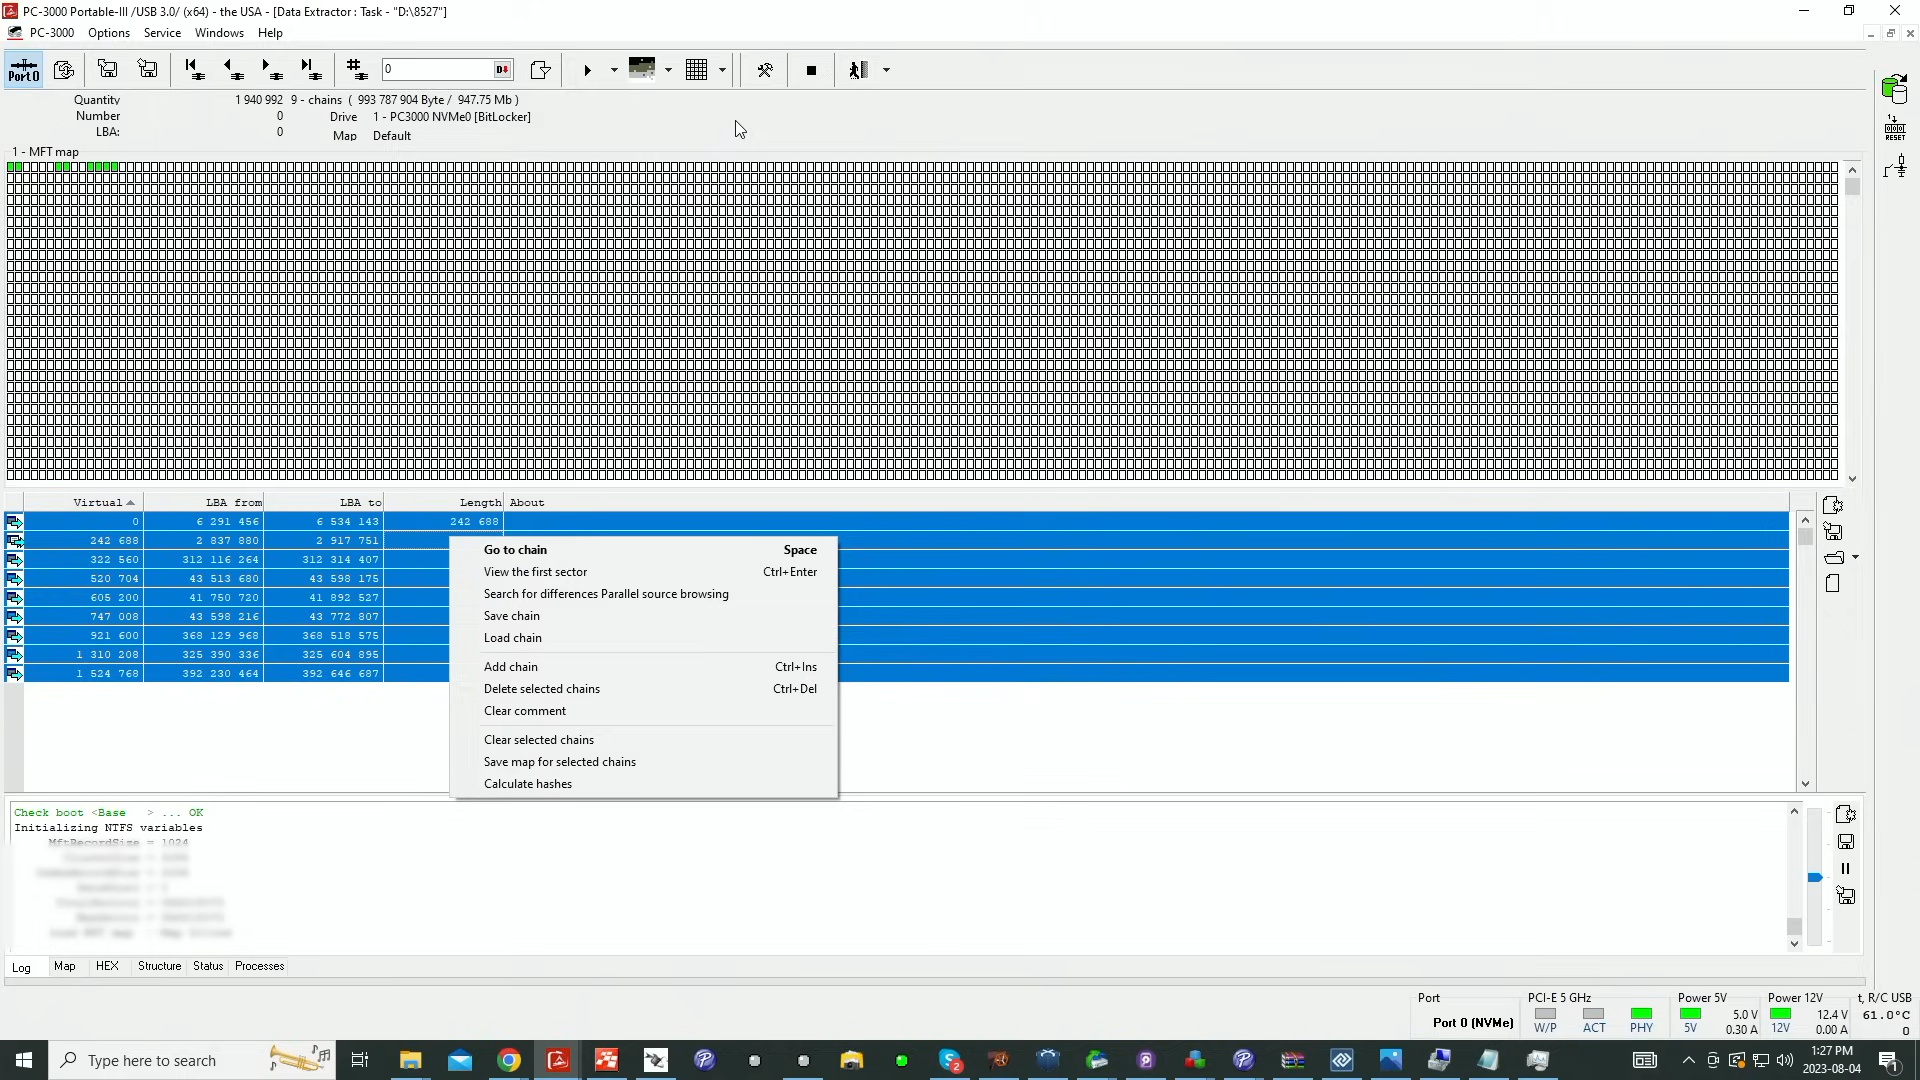 PC-3000 Portable-III /USB 3.0/ (x64) - the USA - [Data Extractor : Task - "D:\8527"]
PC-3000 Options Service Windows Help
Port 0 0
Quantity 1 940 992 9 - chains ( 993 787 904 Byte / 947.75 Mb )
Number 0 Drive 1 - PC3000 NVMe0 [BitLocker]
LBA: 0 Map Default
RESET
1 - MFT map
Virtual LBA from LBA to Length About
0 6 291 456 6 534 143 242 688
242 688 2 837 880 2 917 751
322 560 312 116 264 312 314 407
520 704 43 513 680 43 598 175
605 200 41 750 720 41 892 527
747 008 43 598 216 43 772 807
921 600 368 129 968 368 518 575
1 310 208 325 390 336 325 604 895
1 524 768 392 230 464 392 646 687
Go to chain Space
View the first sector Ctrl+Enter
Search for differences Parallel source browsing
Save chain
Load chain
Add chain Ctrl+Ins
Delete selected chains Ctrl+Del
Clear comment
Clear selected chains
Save map for selected chains
Calculate hashes
Check boot <Base > ... OK
Initializing NTFS variables
MftRecordSize = 1024
Log Map HEX Structure Status Processes
Port PCI-E 5 GHz Power 5V Power 12V t, R/C USB
Port 0 (NVMe) 5.0 V 12.4 V 61.0°C
W/P ACT PHY 5V 0.30 A 12V 0.00 A 0
Type here to search
1:27 PM
2023-08-04